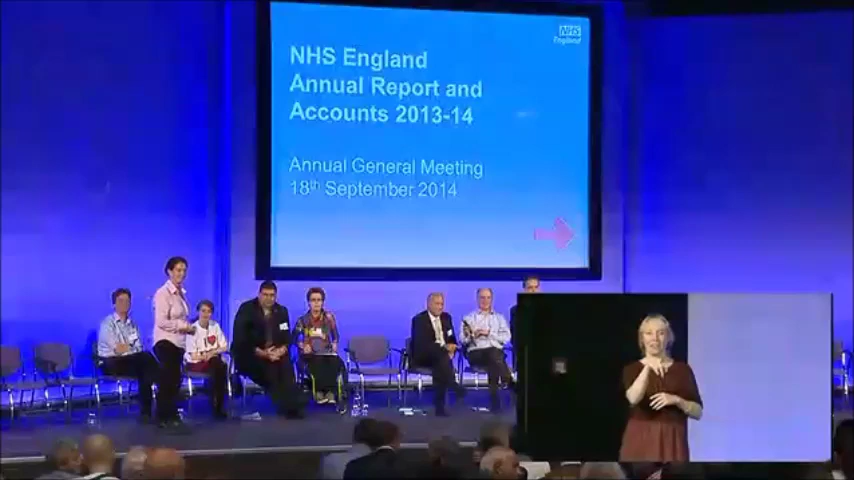 NHS
England
NHS England
Annual Report and
Accounts 2013-14
Annual General Meeting
18th September 2014